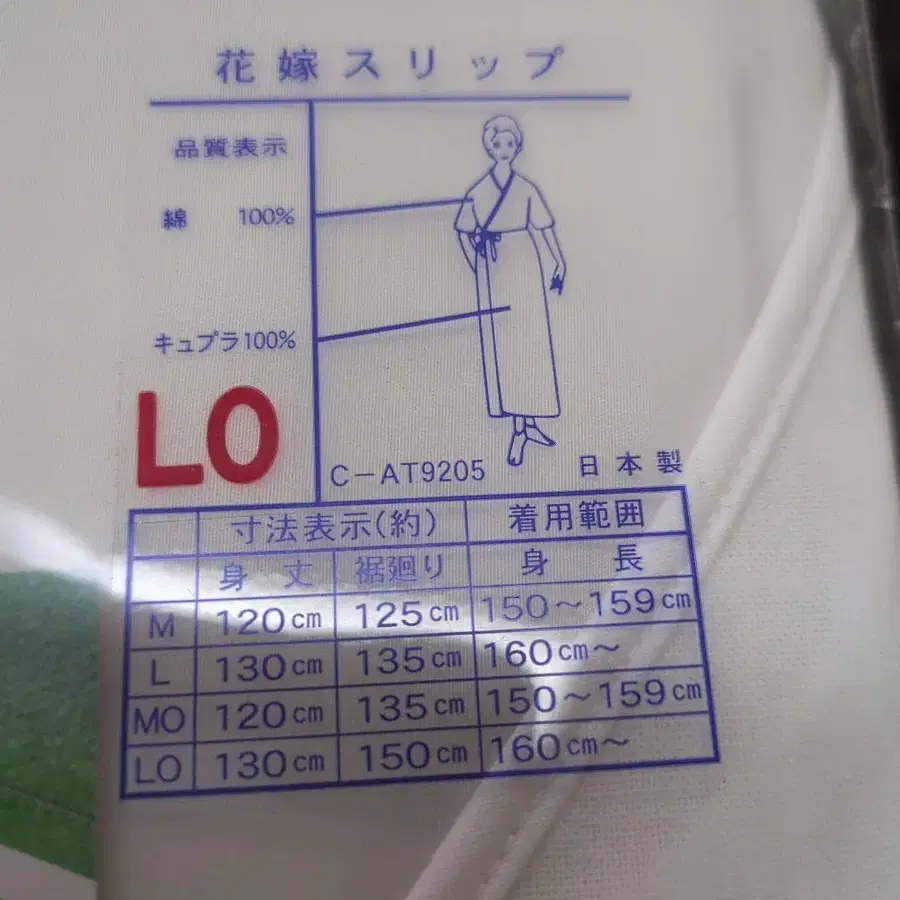 花嫁スリップ
品質表示
綿 100%
キュプラ100%
LO
C-AT9205 日本製
寸法表示(約) 着用範囲
身丈 裾廻り 身長
M 120cm 125cm 150～159cm
L 130cm 135cm 160cm～
MO 120cm 135cm 150～159cm
LO 130cm 150cm 160cm～